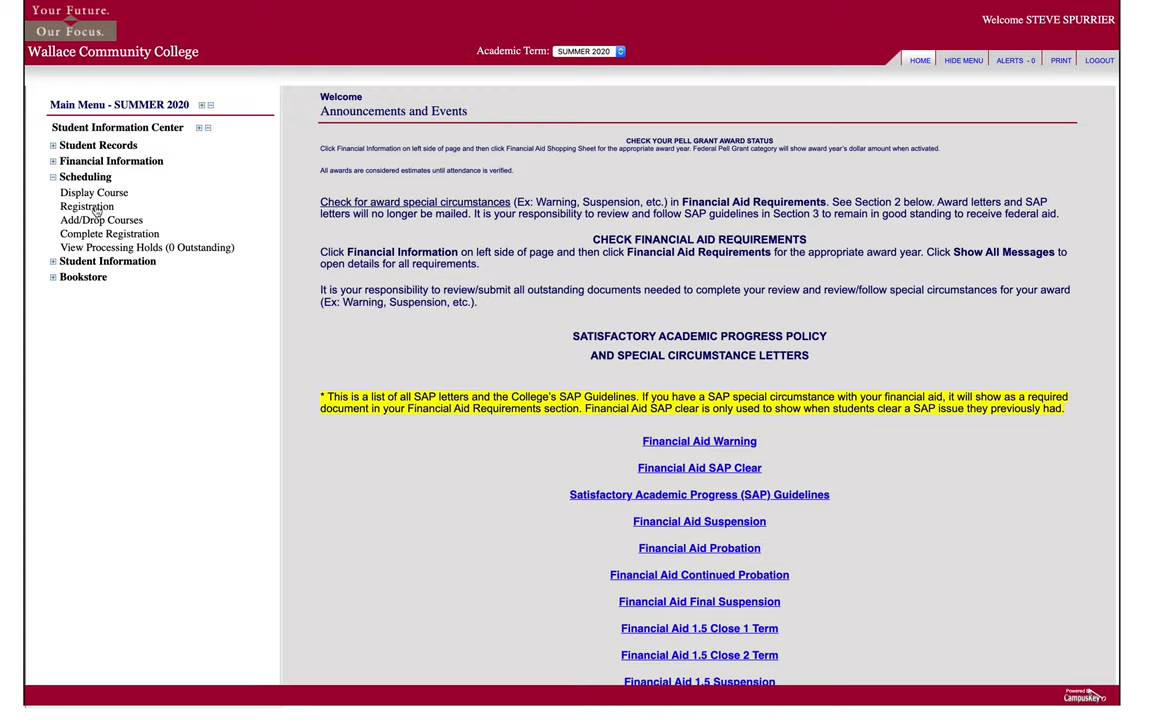 Your Future.
Our Focus.
Welcome STEVE SPURRIER
Wallace Community College
Academic Term: SUMMER 2020
HOME HIDE MENU ALERTS - 0 PRINT LOGOUT
Main Menu - SUMMER 2020
Student Information Center
Student Records
Financial Information
Scheduling
Display Course
Registration
Add/Drop Courses
Complete Registration
View Processing Holds (0 Outstanding)
Student Information
Bookstore
Welcome
Announcements and Events
CHECK YOUR PELL GRANT AWARD STATUS
Click Financial Information on left side of page and then click Financial Aid Shopping Sheet for the appropriate award year. Federal Pell Grant category will show award year's dollar amount when activated.
All awards are considered estimates until attendance is verified.
Check for award special circumstances (Ex: Warning, Suspension, etc.) in Financial Aid Requirements. See Section 2 below. Award letters and SAP
letters will no longer be mailed. It is your responsibility to review and follow SAP guidelines in Section 3 to remain in good standing to receive federal aid.
CHECK FINANCIAL AID REQUIREMENTS
Click Financial Information on left side of page and then click Financial Aid Requirements for the appropriate award year. Click Show All Messages to
open details for all requirements.
It is your responsibility to review/submit all outstanding documents needed to complete your review and review/follow special circumstances for your award
(Ex: Warning, Suspension, etc.).
SATISFACTORY ACADEMIC PROGRESS POLICY
AND SPECIAL CIRCUMSTANCE LETTERS
* This is a list of all SAP letters and the College's SAP Guidelines. If you have a SAP special circumstance with your financial aid, it will show as a required
document in your Financial Aid Requirements section. Financial Aid SAP clear is only used to show when students clear a SAP issue they previously had.
Financial Aid Warning
Financial Aid SAP Clear
Satisfactory Academic Progress (SAP) Guidelines
Financial Aid Suspension
Financial Aid Probation
Financial Aid Continued Probation
Financial Aid Final Suspension
Financial Aid 1.5 Close 1 Term
Financial Aid 1.5 Close 2 Term
Financial Aid 1.5 Suspension
Powered By
CampusKey